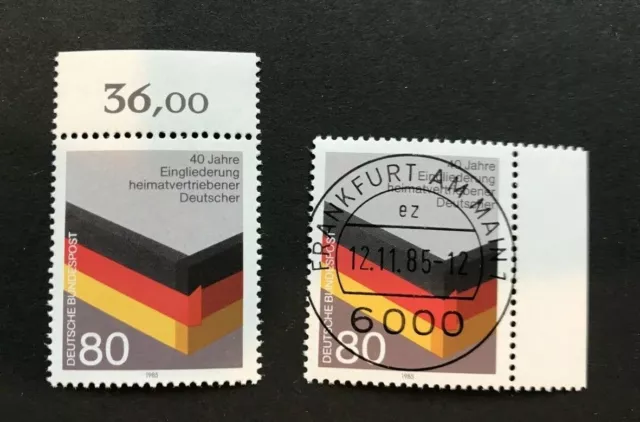 36,00
40 Jahre
Eingliederung
heimatvertriebener
Deutscher
DEUTSCHE BUNDESPOST
80
1985
40 Jahre
Eingliederung
heimatvertriebener
Deutscher
DEUTSCHE BUNDESPOST
80
1985
FRANKFURT AM MAIN 1
ez
12.11.85-12
6000